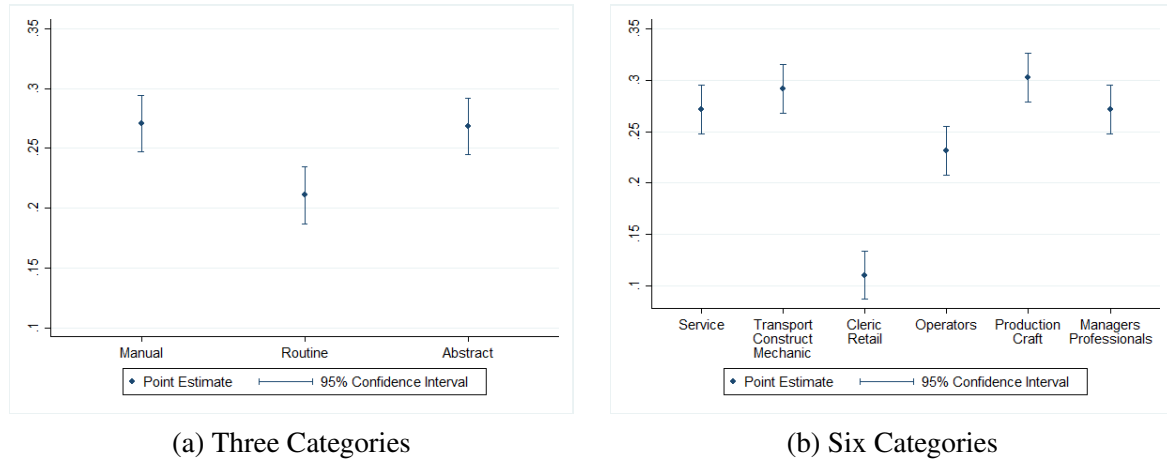 .35
.3
.25
.2
.15
.1
Manual Routine Abstract
Point Estimate 95% Confidence Interval
(a) Three Categories
.35
.3
.25
.2
.15
.1
Service Transport Cleric Operators Production Managers
Construct Retail Craft Professionals
Mechanic
Point Estimate 95% Confidence Interval
(b) Six Categories